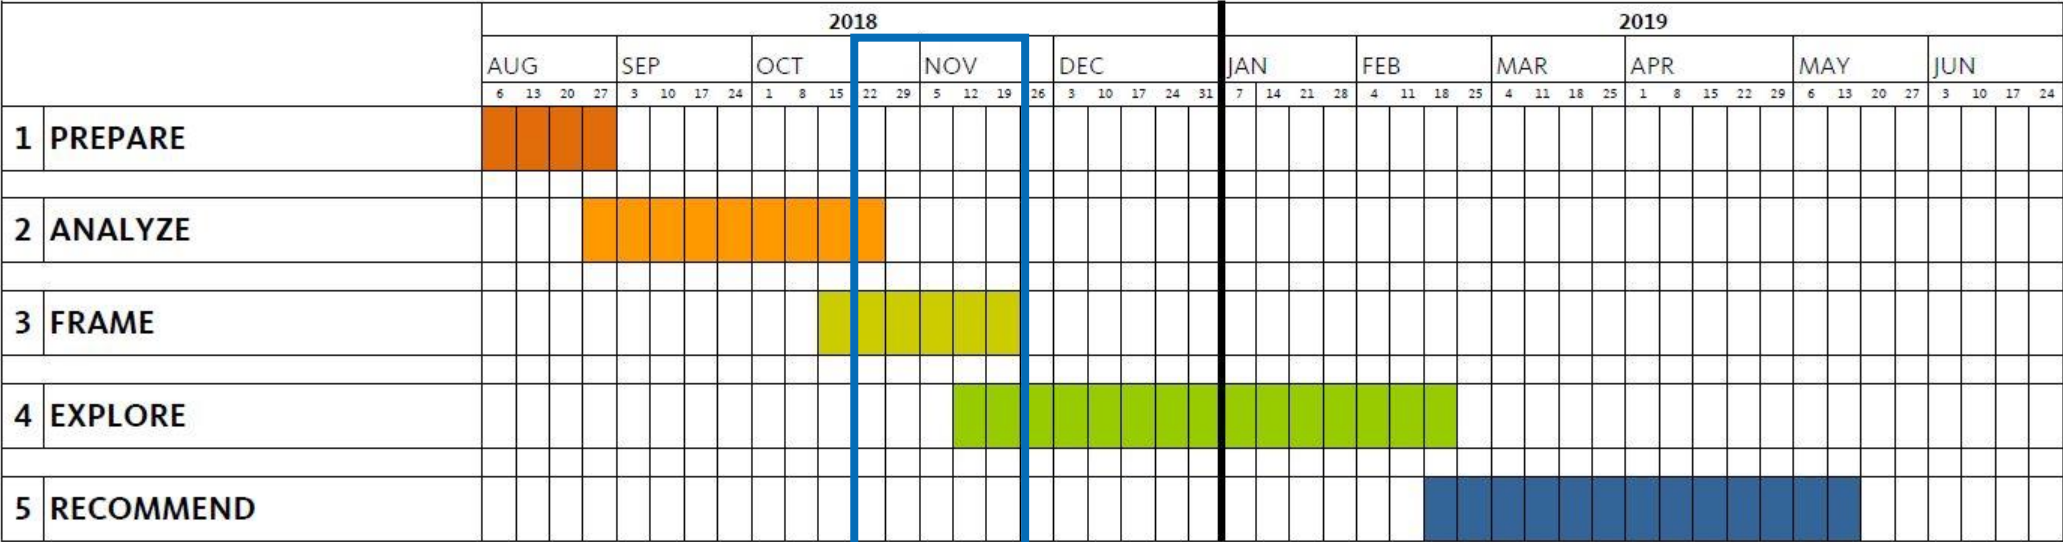 2018 2019
AUG SEP OCT NOV DEC JAN FEB MAR APR MAY JUN
6 13 20 27 3 10 17 24 1 8 15 22 29 5 12 19 26 3 10 17 24 31 7 14 21 28 4 11 18 25 4 11 18 25 1 8 15 22 29 6 13 20 27 3 10 17 24
1 PREPARE
2 ANALYZE
3 FRAME
4 EXPLORE
5 RECOMMEND